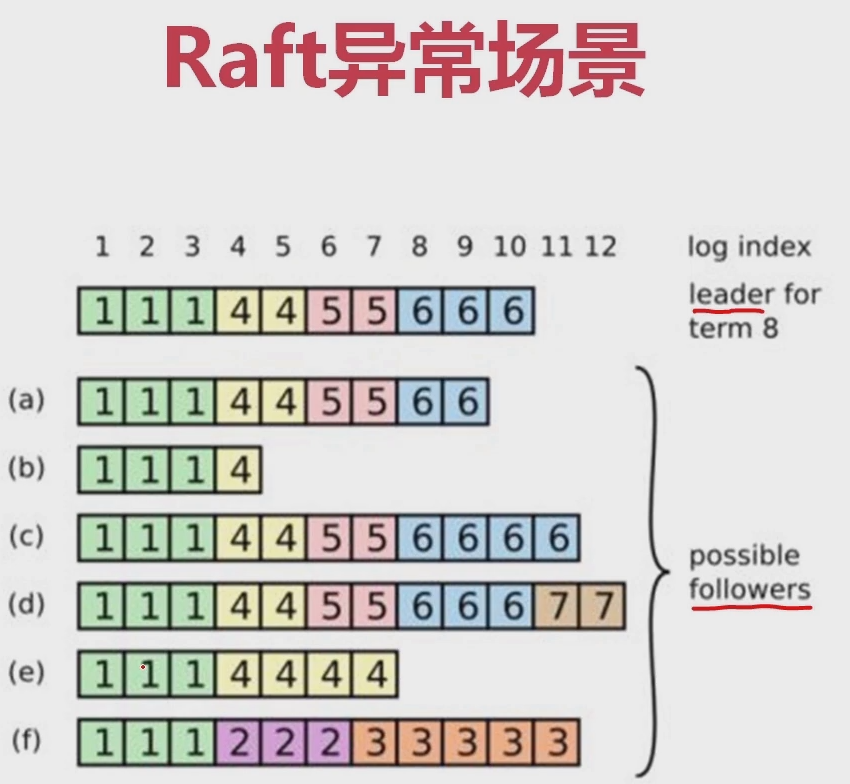 Raft异常场景
1 2 3 4 5 6 7 8 9 10 11 12 log index
1 1 1 4 4 5 5 6 6 6 leader for
term 8
(a) 1 1 1 4 4 5 5 6 6
(b) 1 1 1 4
(c) 1 1 1 4 4 5 5 6 6 6 6
(d) 1 1 1 4 4 5 5 6 6 6 7 7
possible
followers
(e) 1 1 1 4 4 4 4
(f) 1 1 1 2 2 2 3 3 3 3 3